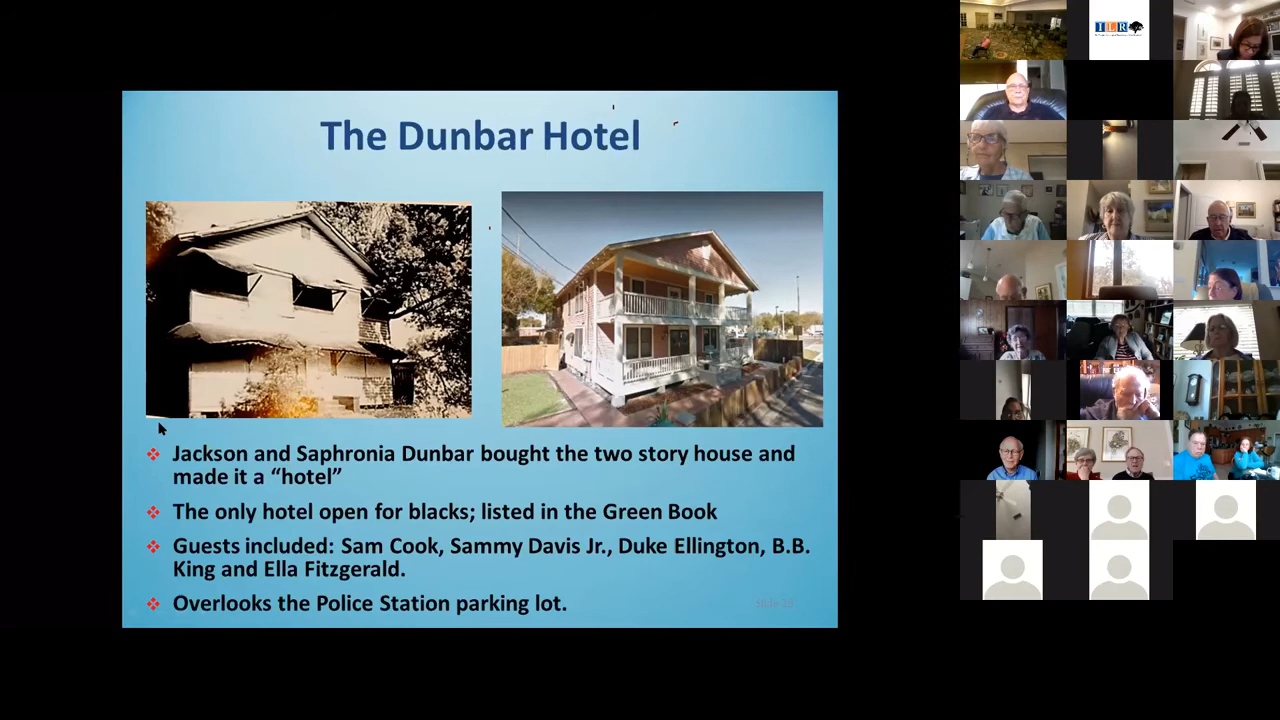 The Dunbar Hotel
ILR
❖ Jackson and Saphronia Dunbar bought the two story house and
made it a “hotel”
❖ The only hotel open for blacks; listed in the Green Book
❖ Guests included: Sam Cook, Sammy Davis Jr., Duke Ellington, B.B.
King and Ella Fitzgerald.
❖ Overlooks the Police Station parking lot.